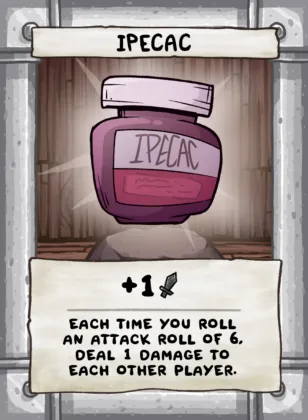 IPECAC
IPECAC
+1
EACH TIME YOU ROLL
AN ATTACK ROLL OF 6,
DEAL 1 DAMAGE TO
EACH OTHER PLAYER.